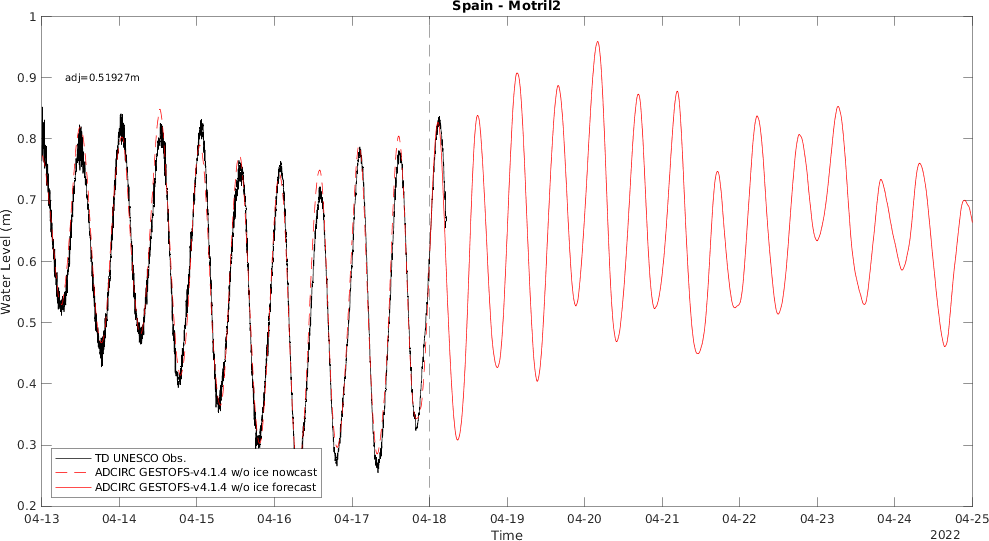 Spain - Motril2
1
0.9
0.8
0.7
0.6
0.5
0.4
0.3
0.2
Water Level (m)
adj=0.51927m
TD UNESCO Obs.
ADCIRC GESTOFS-v4.1.4 w/o ice nowcast
ADCIRC GESTOFS-v4.1.4 w/o ice forecast
04-13 04-14 04-15 04-16 04-17 04-18 04-19 04-20 04-21 04-22 04-23 04-24 04-25
Time
2022